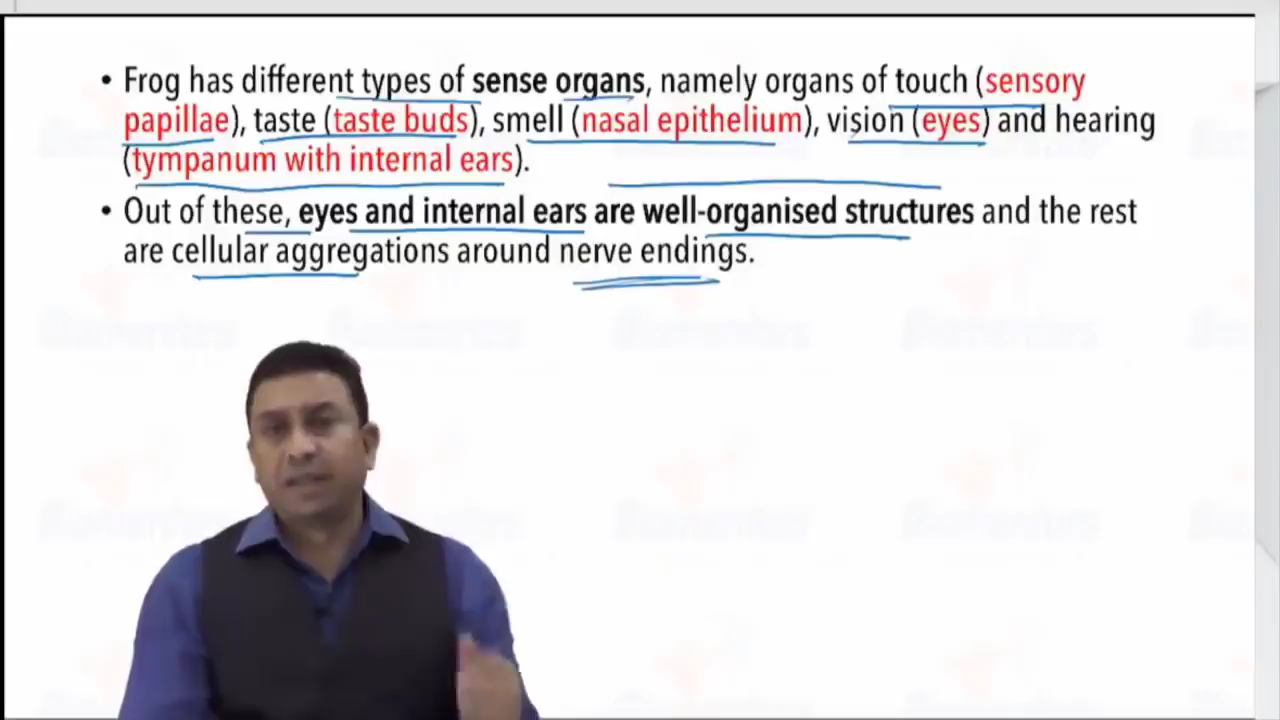 • Frog has different types of sense organs, namely organs of touch (sensory
papillae), taste (taste buds), smell (nasal epithelium), vision (eyes) and hearing
(tympanum with internal ears).
• Out of these, eyes and internal ears are well-organised structures and the rest
are cellular aggregations around nerve endings.